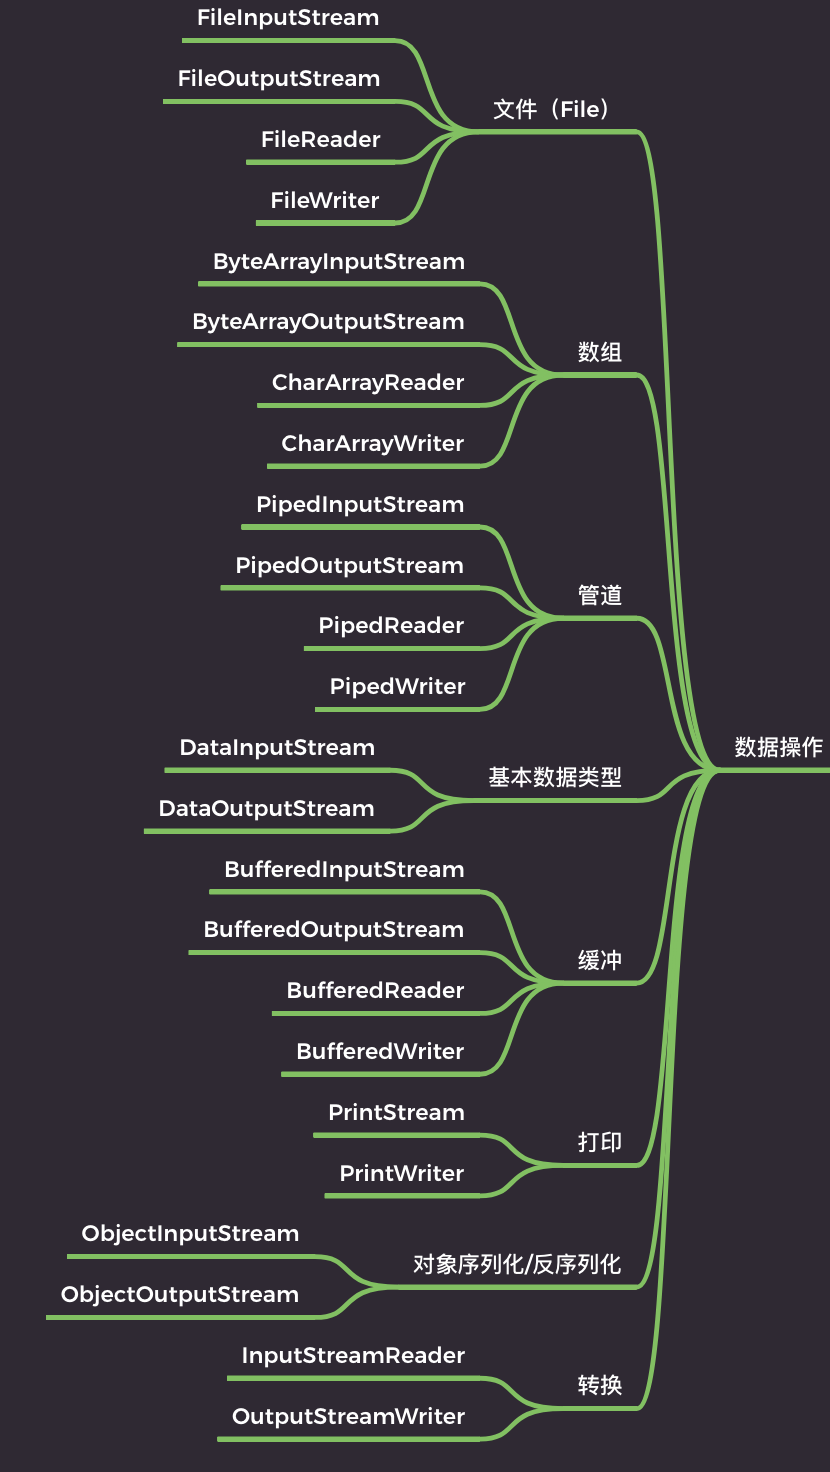 FileInputStream
FileOutputStream
文件（File）
FileReader
FileWriter
ByteArrayInputStream
ByteArrayOutputStream
数组
CharArrayReader
CharArrayWriter
PipedInputStream
PipedOutputStream
管道
PipedReader
PipedWriter
DataInputStream
数据操作
基本数据类型
DataOutputStream
BufferedInputStream
BufferedOutputStream
缓冲
BufferedReader
BufferedWriter
PrintStream
打印
PrintWriter
ObjectInputStream
对象序列化/反序列化
ObjectOutputStream
InputStreamReader
转换
OutputStreamWriter